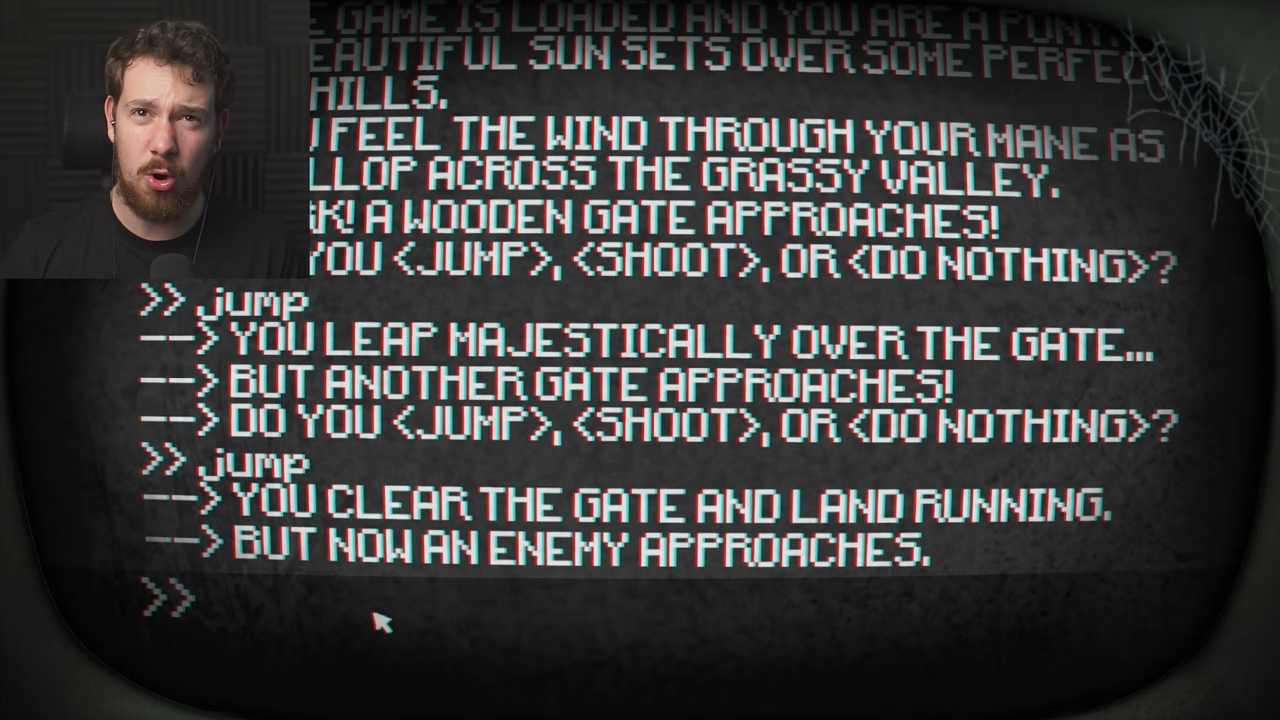 GAME IS LOADED AND YOU ARE A
BEAUTIFUL SUN SETS OVER SOME PERFECT
HILLS.
FEEL THE WIND THROUGH YOUR MANE AS
ACROSS THE GRASSY VALLEY.
A WOODEN GATE APPROACHES!
YOU <JUMP>, <SHOOT>, OR <DO NOTHING>?
>> jump
--> YOU LEAP MAJESTICALLY OVER THE GATE...
--> BUT ANOTHER GATE APPROACHES!
--> DO YOU <JUMP>, <SHOOT>, OR <DO NOTHING>?
>> jump
--> YOU CLEAR THE GATE AND LAND RUNNING.
--> BUT NOW AN ENEMY APPROACHES.
>>